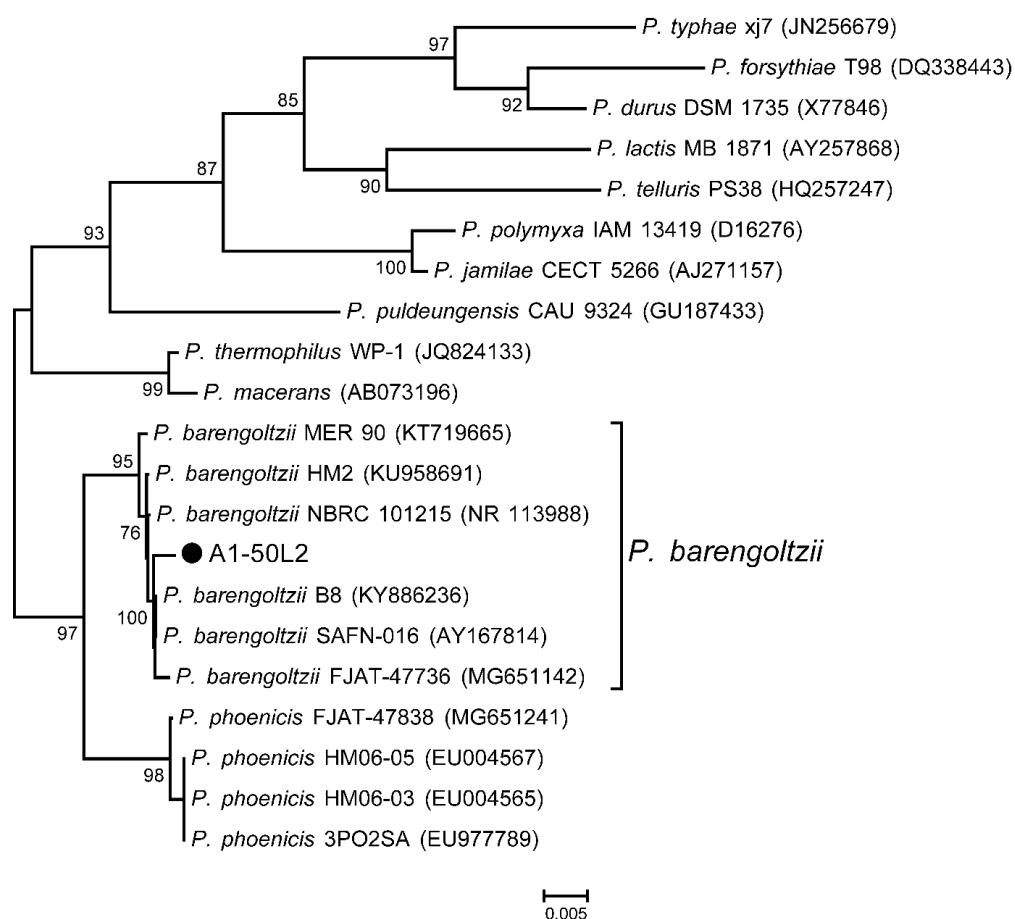 97
P. typhae xj7 (JN256679)
P. forsythiae T98 (DQ338443)
92
P. durus DSM 1735 (X77846)
85
P. lactis MB 1871 (AY257868)
90
P. telluris PS38 (HQ257247)
87
P. polymyxa IAM 13419 (D16276)
100
P. jamilae CECT 5266 (AJ271157)
93
P. puldeungensis CAU 9324 (GU187433)
P. thermophilus WP-1 (JQ824133)
99
P. macerans (AB073196)
P. barengoltzii MER 90 (KT719665)
95
P. barengoltzii HM2 (KU958691)
P. barengoltzii NBRC 101215 (NR 113988)
76
A1-50L2
P. barengoltzii
P. barengoltzii B8 (KY886236)
100
P. barengoltzii SAFN-016 (AY167814)
97
P. barengoltzii FJAT-47736 (MG651142)
P. phoenicis FJAT-47838 (MG651241)
P. phoenicis HM06-05 (EU004567)
98
P. phoenicis HM06-03 (EU004565)
P. phoenicis 3PO2SA (EU977789)
0.005